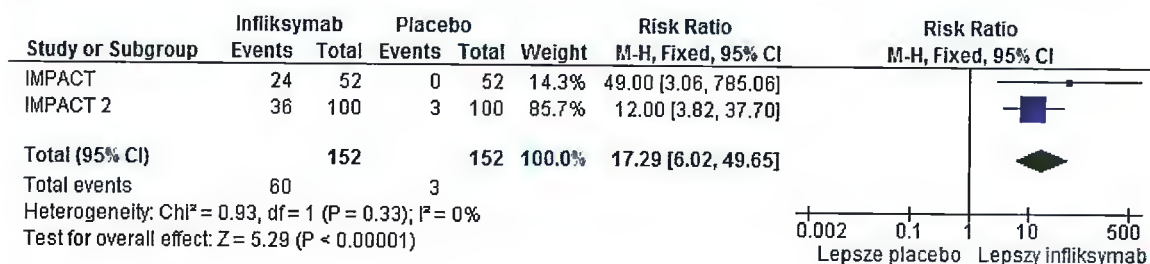 Infliksymab Placebo Risk Ratio Risk Ratio
Study or Subgroup Events Total Events Total Weight M-H, Fixed, 95% CI M-H, Fixed, 95% CI
IMPACT 24 52 0 52 14.3% 49.00 [3.06, 785.06]
IMPACT 2 36 100 3 100 85.7% 12.00 [3.82, 37.70]
Total (95% CI) 152 152 100.0% 17.29 [6.02, 49.65]
Total events 60 3
Heterogeneity: Chi² = 0.93, df = 1 (P = 0.33); I² = 0%
Test for overall effect: Z = 5.29 (P < 0.00001)
0.002 0.1 1 10 500
Lepsze placebo Lepszy infliksymab